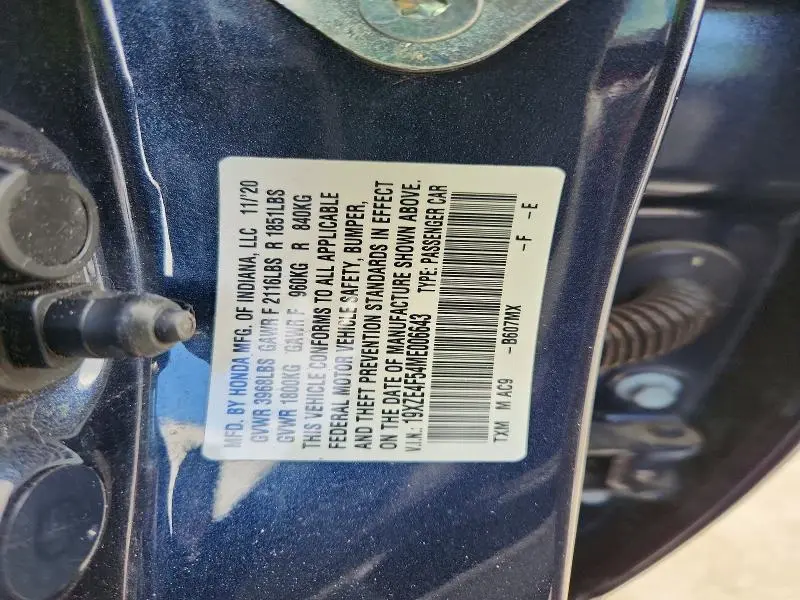 MFD. BY HONDA MFG. OF INDIANA, LLC 11/'20
GVWR 3968LBS GAWR F 2116LBS R 1851LBS
GVWR 1800KG GAWR F 960KG R 840KG
THIS VEHICLE CONFORMS TO ALL APPLICABLE
FEDERAL MOTOR VEHICLE SAFETY, BUMPER,
AND THEFT PREVENTION STANDARDS IN EFFECT
ON THE DATE OF MANUFACTURE SHOWN ABOVE.
V.I.N.: 19XZE4F54ME006643 TYPE: PASSENGER CAR
TXM M AC9 -B607MX -F -E